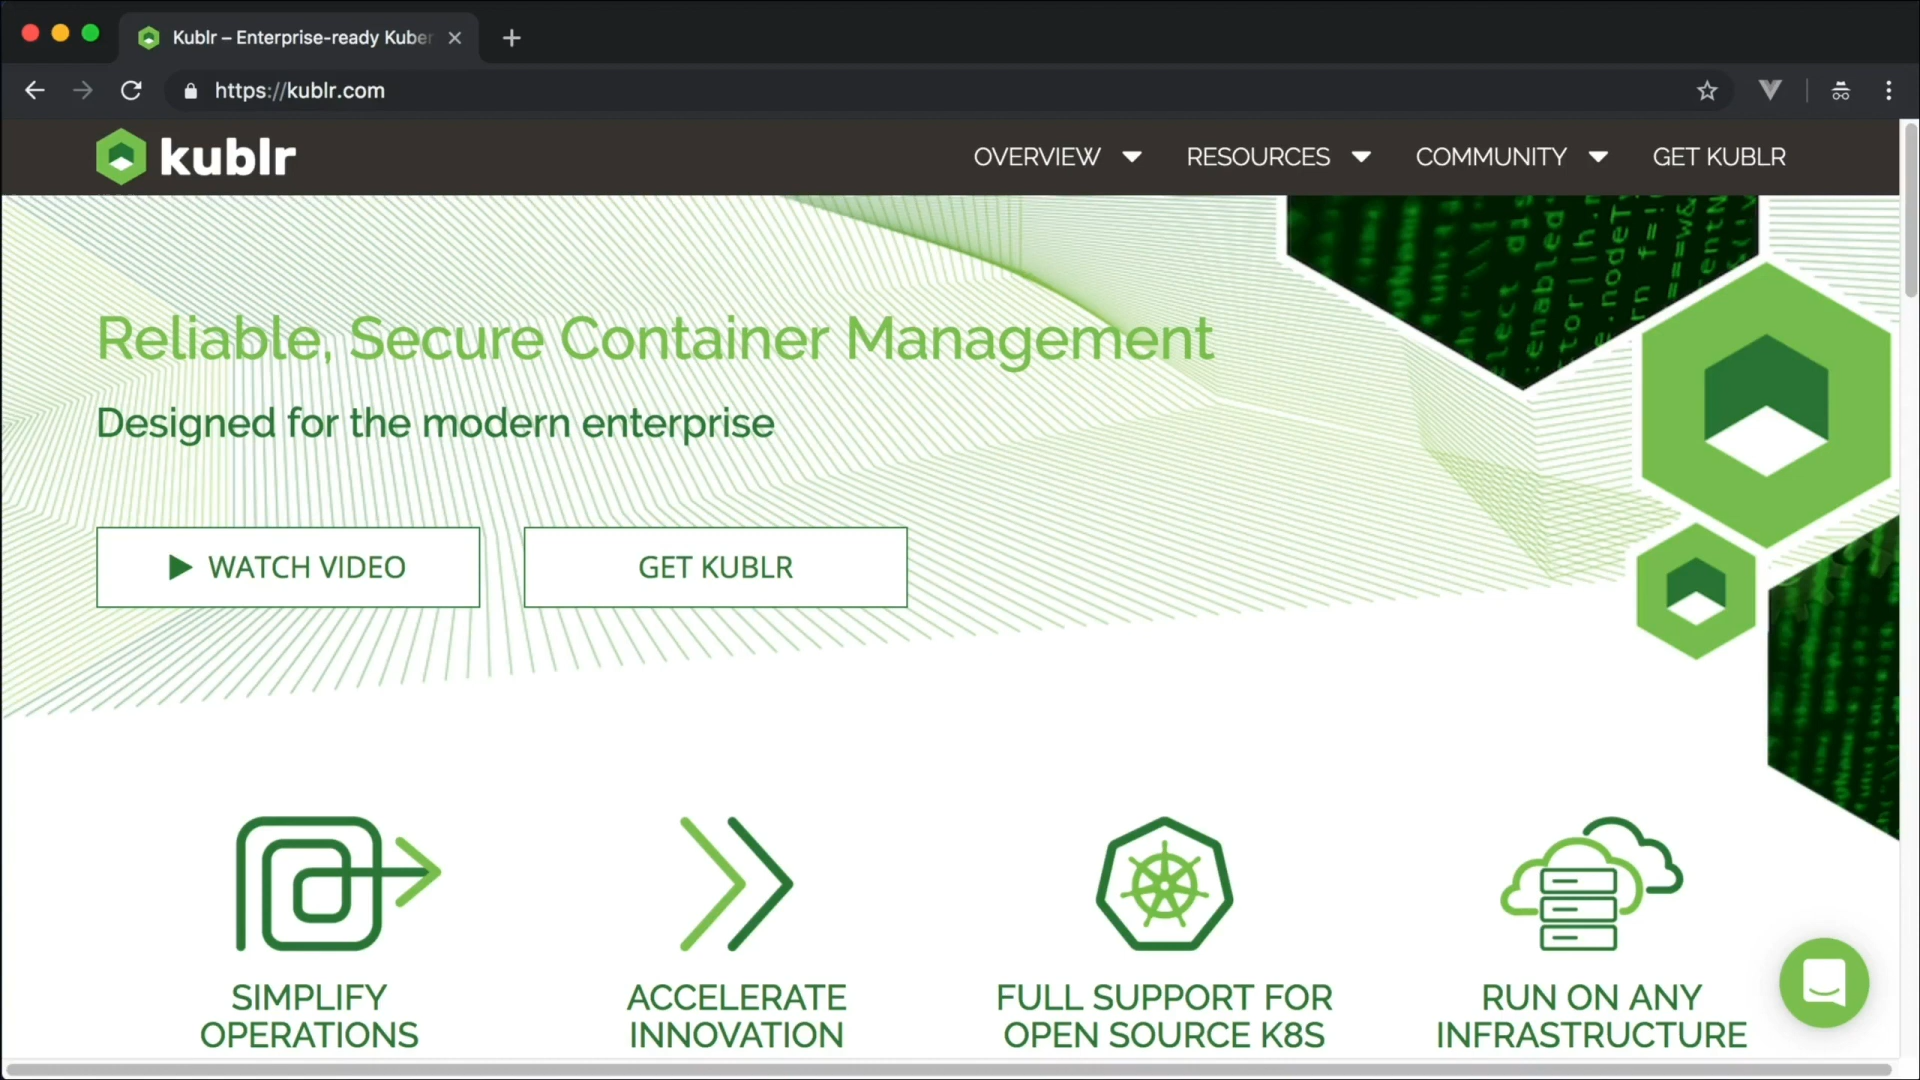 Kublr – Enterprise-ready Kuber
https://kublr.com
kublr
OVERVIEW
RESOURCES
COMMUNITY
GET KUBLR
Reliable, Secure Container Management
Designed for the modern enterprise
WATCH VIDEO
GET KUBLR
SIMPLIFY
OPERATIONS
ACCELERATE
INNOVATION
FULL SUPPORT FOR
OPEN SOURCE K8S
RUN ON ANY
INFRASTRUCTURE